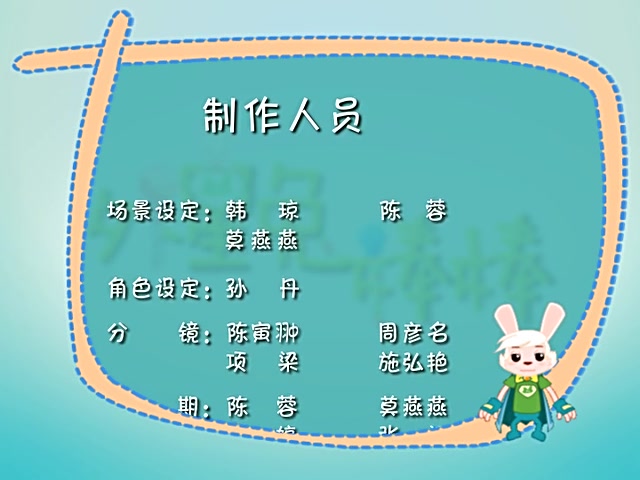 制作人员
场景设定：韩 琼 陈 蓉
莫燕燕
角色设定：孙 丹
分 镜：陈寅翀 周彦名
项 梁 施弘艳
期：陈 蓉 莫燕燕
婷 张